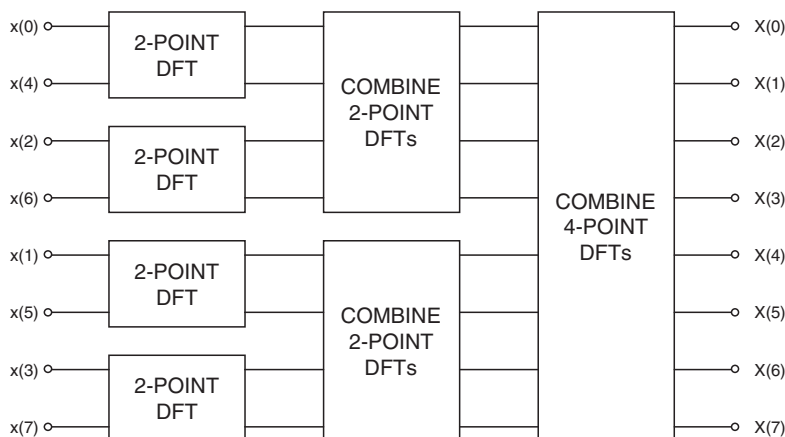 x(0)
2-POINT
DFT
x(4)
x(2)
2-POINT
DFT
x(6)
x(1)
2-POINT
DFT
x(5)
x(3)
2-POINT
DFT
x(7)
COMBINE
2-POINT
DFTs
COMBINE
2-POINT
DFTs
COMBINE
4-POINT
DFTs
X(0)
X(1)
X(2)
X(3)
X(4)
X(5)
X(6)
X(7)